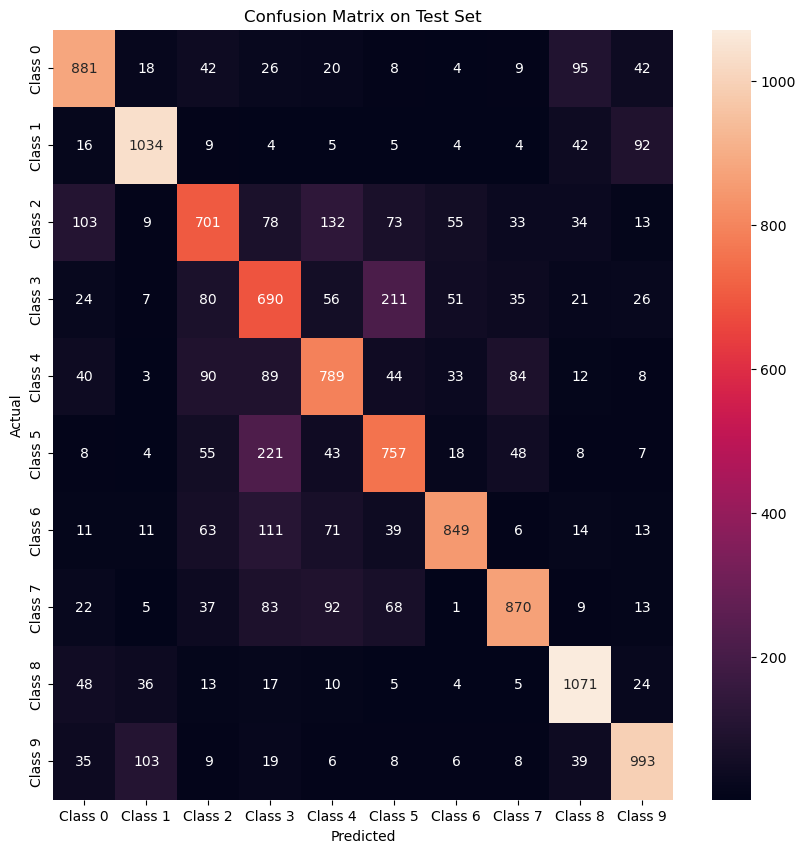 Confusion Matrix on Test Set
Class 0 881 18 42 26 20 8 4 9 95 42
Class 1 16 1034 9 4 5 5 4 4 42 92
Class 2 103 9 701 78 132 73 55 33 34 13
Class 3 24 7 80 690 56 211 51 35 21 26
Class 4 40 3 90 89 789 44 33 84 12 8
Class 5 8 4 55 221 43 757 18 48 8 7
Class 6 11 11 63 111 71 39 849 6 14 13
Class 7 22 5 37 83 92 68 1 870 9 13
Class 8 48 36 13 17 10 5 4 5 1071 24
Class 9 35 103 9 19 6 8 6 8 39 993
Class 0 Class 1 Class 2 Class 3 Class 4 Class 5 Class 6 Class 7 Class 8 Class 9
Predicted
Actual
1000
800
600
400
200